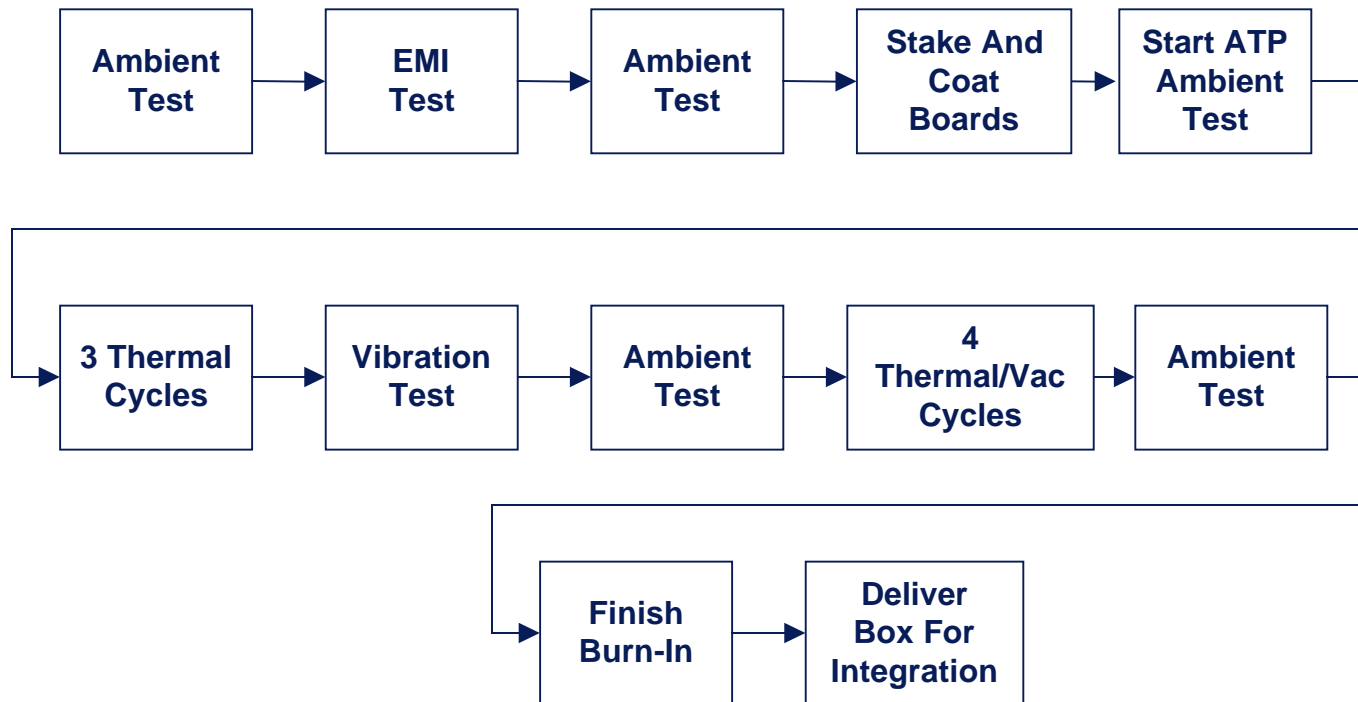 Ambient
Test
EMI
Test
Ambient
Test
Stake And
Coat
Boards
Start ATP
Ambient
Test
3 Thermal
Cycles
Vibration
Test
Ambient
Test
4
Thermal/Vac
Cycles
Ambient
Test
Finish
Burn-In
Deliver
Box For
Integration